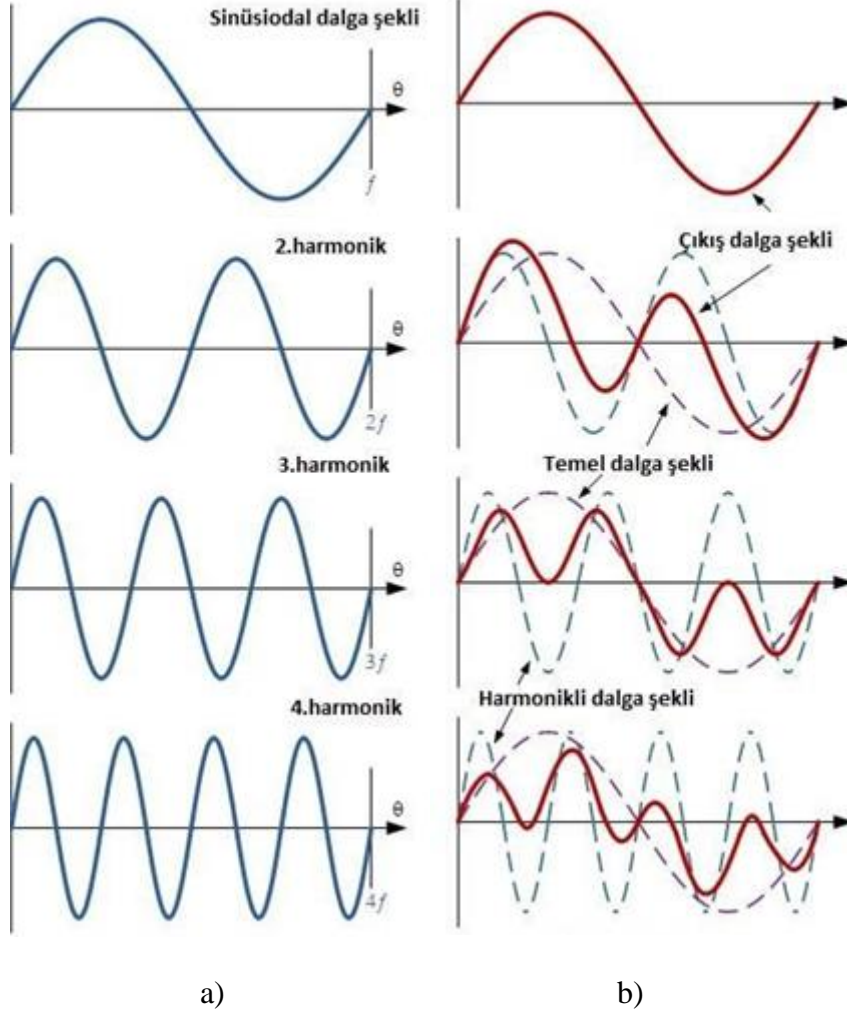 Sinüsiodal dalga şekli
θ
f
Çıkış dalga şekli
2.harmonik
θ
2f
Temel dalga şekli
3.harmonik
θ
3f
Harmonikli dalga şekli
4.harmonik
θ
4f
a)
b)